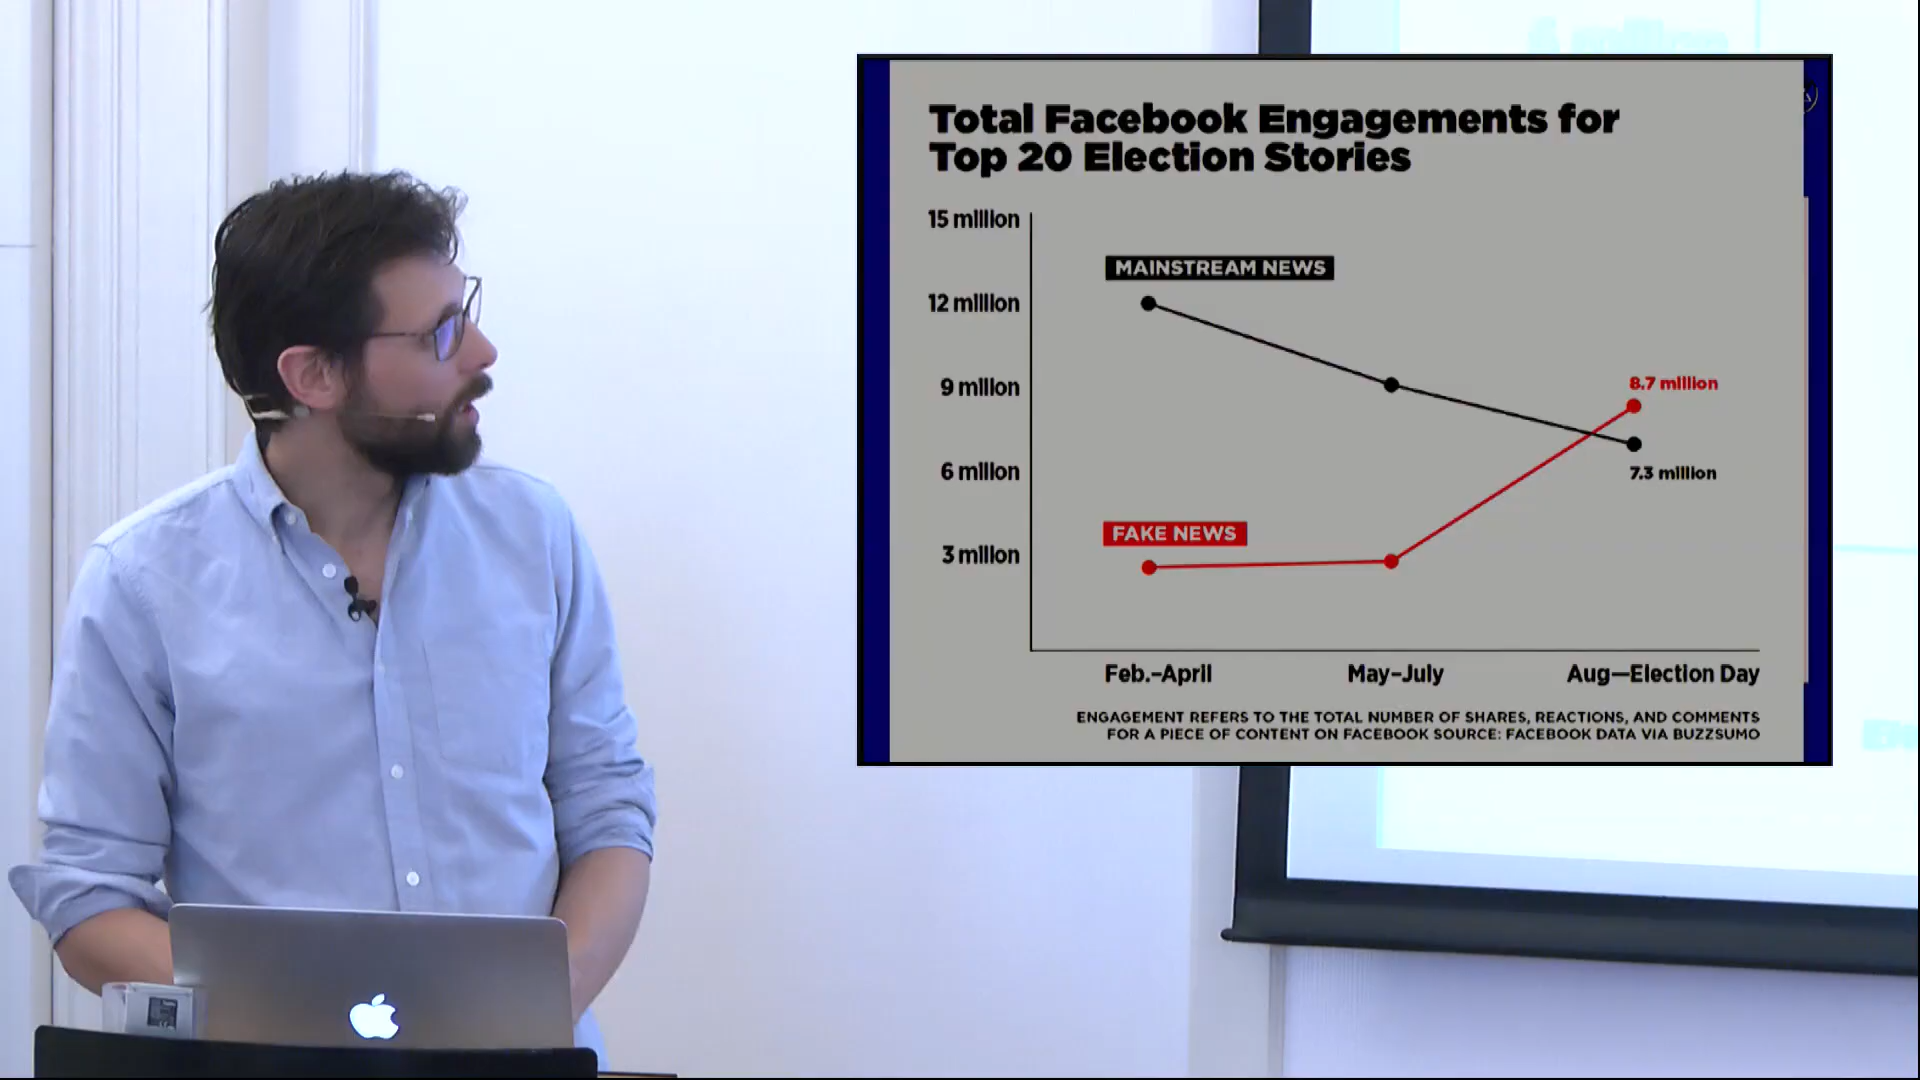 Total Facebook Engagements for
Top 20 Election Stories
15 million
MAINSTREAM NEWS
12 million
9 million
8.7 million
6 million
7.3 million
FAKE NEWS
3 million
Feb.–April May–July Aug—Election Day
ENGAGEMENT REFERS TO THE TOTAL NUMBER OF SHARES, REACTIONS, AND COMMENTS
FOR A PIECE OF CONTENT ON FACEBOOK SOURCE: FACEBOOK DATA VIA BUZZSUMO